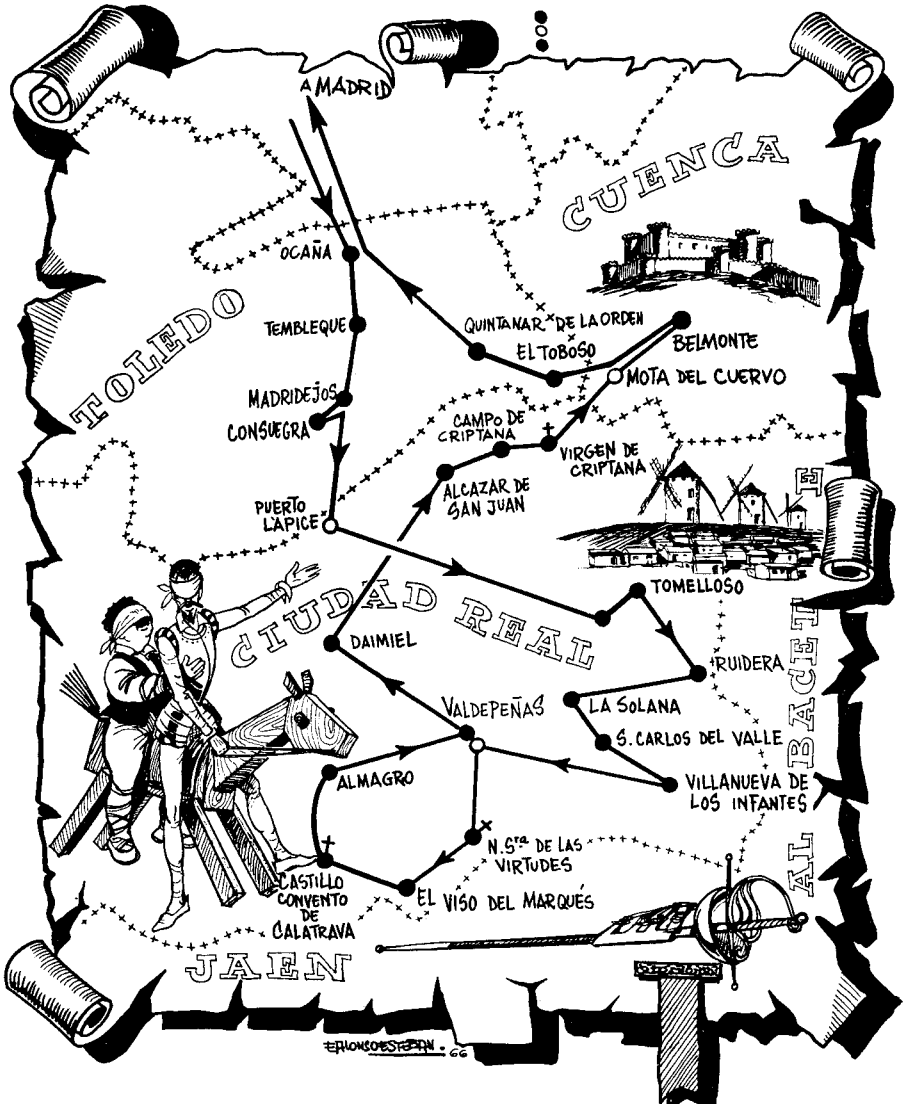 A MADRID
CUENCA
OCAÑA
TOLEDO
TEMBLEQUE
QUINTANAR DE LA ORDEN
EL TOBOSO
BELMONTE
MOTA DEL CUERVO
MADRIDEJOS
CONSUEGRA
CAMPO DE
CRIPTANA
VIRGEN DE
CRIPTANA
ALCAZAR DE
SAN JUAN
PUERTO
LAPICE
ALBACETE
TOMELLOSO
CIUDAD REAL
DAIMIEL
RUIDERA
LA SOLANA
VALDEPEÑAS
S. CARLOS DEL VALLE
ALMAGRO
VILLANUEVA DE
LOS INFANTES
N. Sra DE LAS
VIRTUDES
CASTILLO
CONVENTO
DE
CALATRAVA
EL VISO DEL MARQUÉS
JAEN
E. ALONSO ESTEBAN. 66